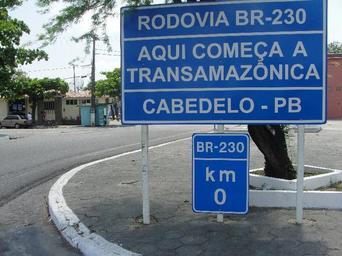 RODOVIA BR-230
AQUI COMEÇA A
TRANSAMAZÔNICA
CABEDELO - PB
BR-230
km
0